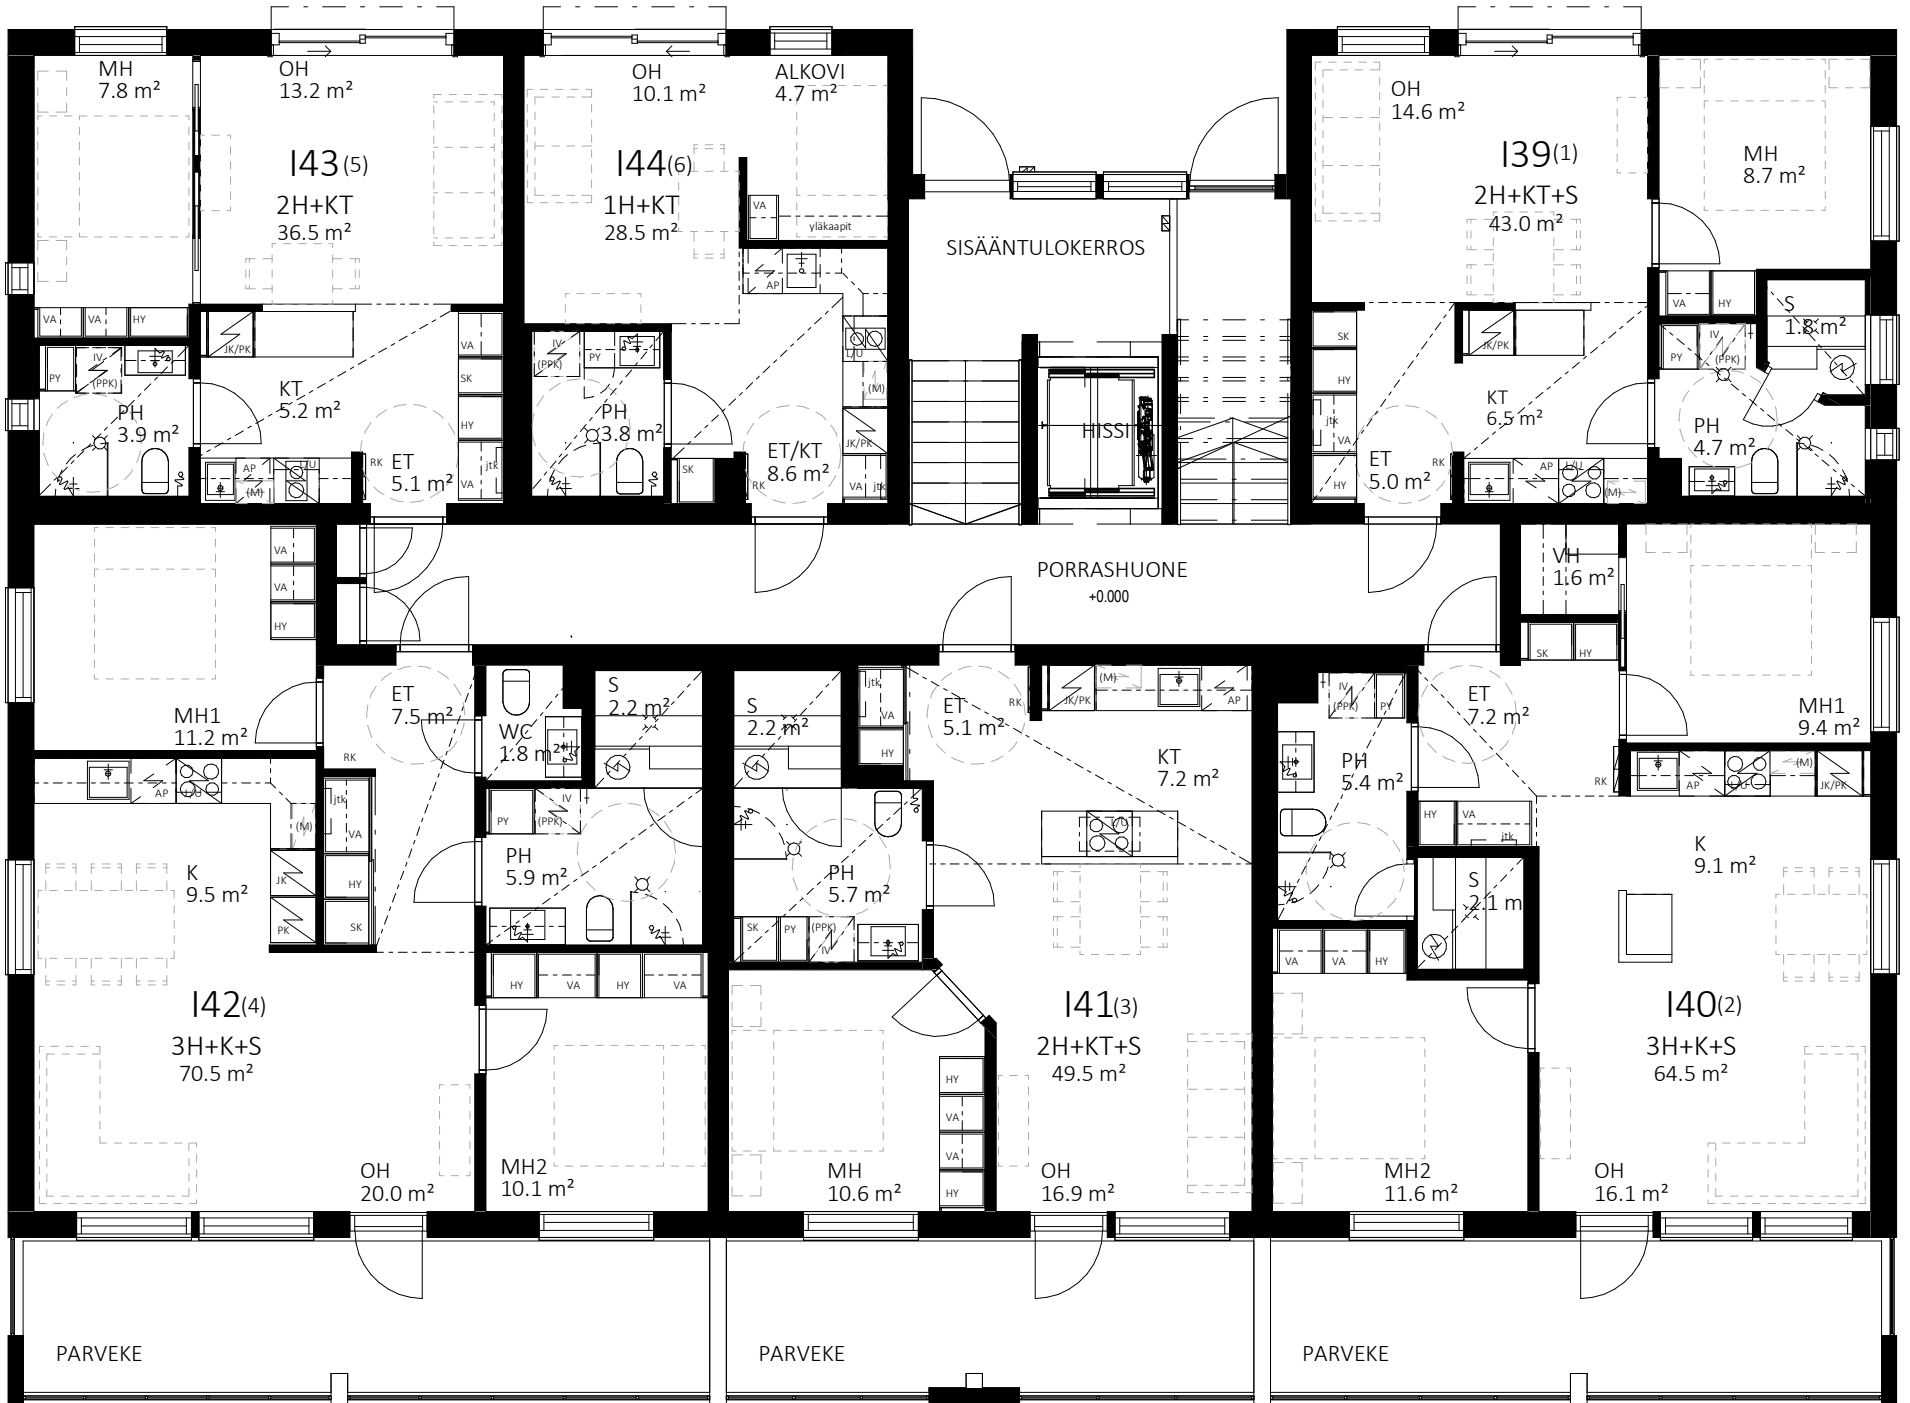 MH
7.8 m²
OH
13.2 m²
I43(5)
2H+KT
36.5 m²
VA
VA
HY
PY
IV
(PPK)
PH
3.9 m²
JK/PK
KT
5.2 m²
AP
(M)
L/U
RK
ET
5.1 m²
VA
SK
HY
VA
jtk
OH
10.1 m²
ALKOVI
4.7 m²
I44(6)
1H+KT
28.5 m²
VA
yläkaapit
AP
IV
(PPK)
PY
PH
3.8 m²
SK
L/U
(M)
JK/PK
ET/KT
8.6 m²
RK
VA
jtk
SISÄÄNTULOKERROS
HISSI
OH
14.6 m²
I39(1)
2H+KT+S
43.0 m²
MH
8.7 m²
VA
HY
S
1.8 m²
SK
HY
jtk
VA
HY
JK/PK
KT
6.5 m²
ET
5.0 m²
RK
AP
L/U
(M)
PY
IV
(PPK)
PH
4.7 m²
PORRASHUONE
+0.000
VA
VA
HY
MH1
11.2 m²
ET
7.5 m²
RK
WC
1.8 m²
S
2.2 m²
S
2.2 m²
jtk
VA
HY
ET
5.1 m²
RK
JK/PK
(M)
AP
KT
7.2 m²
L/U
IV
(PPK)
PY
PH
5.4 m²
ET
7.2 m²
RK
HY
VA
jtk
VH
1.6 m²
SK
HY
MH1
9.4 m²
AP
L/U
(M)
JK/PK
AP
L/U
(M)
JK
PK
jtk
VA
HY
SK
K
9.5 m²
PY
IV
(PPK)
PH
5.9 m²
PH
5.7 m²
SK
PY
(PPK)
IV
S
2.1 m
K
9.1 m²
I42(4)
3H+K+S
70.5 m²
HY
VA
HY
VA
I41(3)
2H+KT+S
49.5 m²
HY
VA
VA
HY
VA
VA
HY
I40(2)
3H+K+S
64.5 m²
OH
20.0 m²
MH2
10.1 m²
MH
10.6 m²
OH
16.9 m²
MH2
11.6 m²
OH
16.1 m²
PARVEKE
PARVEKE
PARVEKE